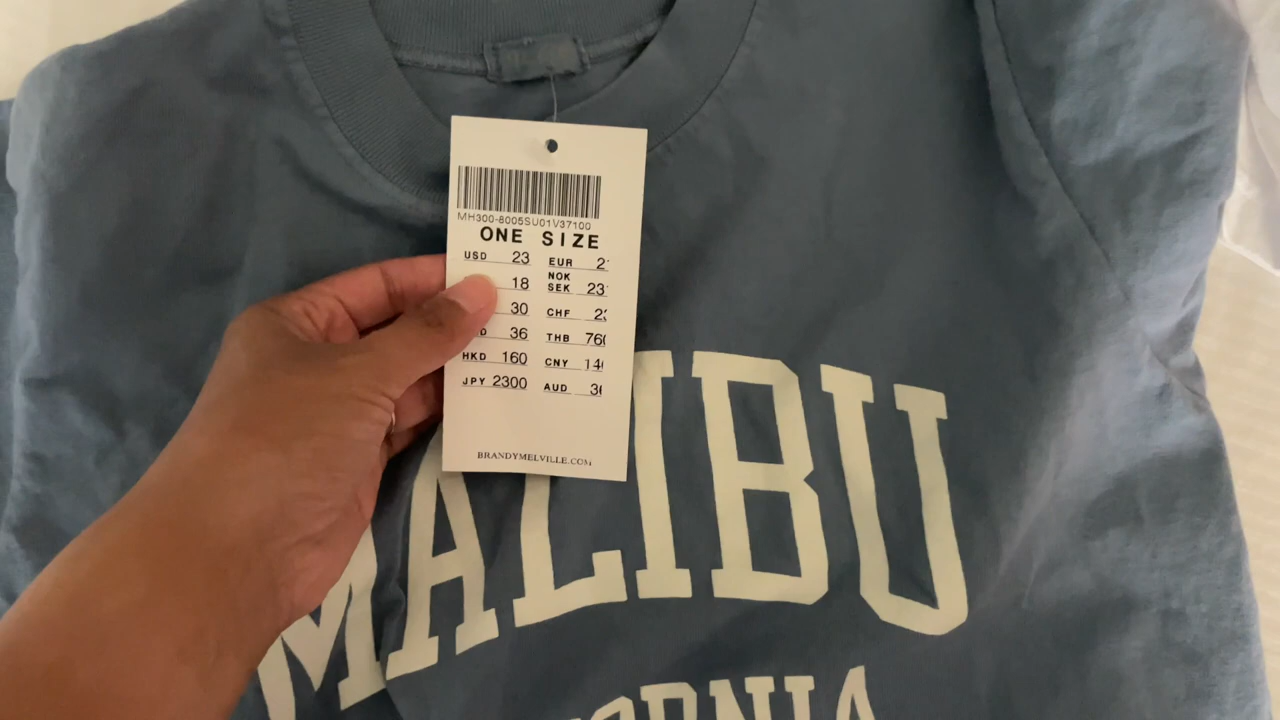 MH300-8005SU01V37100
ONE SIZE
USD 23 EUR
18 NOK
SEK
30 CHF
36 THB
HKD 160 CNY
JPY 2300 AUD
BRANDYMELVILLE.COM
MALIBU